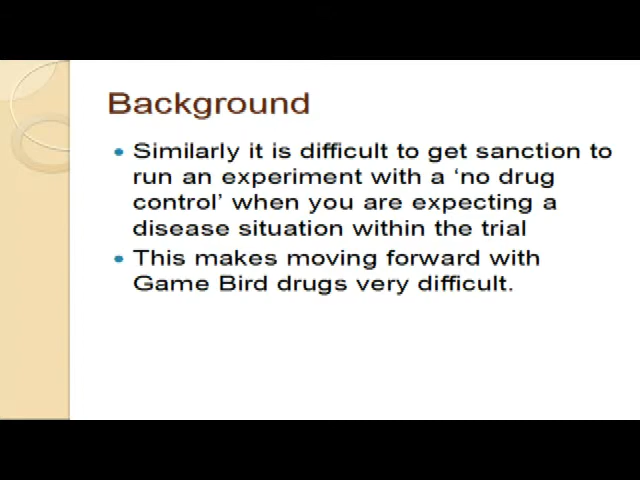 Background
• Similarly it is difficult to get sanction to
run an experiment with a ‘no drug
control’ when you are expecting a
disease situation within the trial
• This makes moving forward with
Game Bird drugs very difficult.